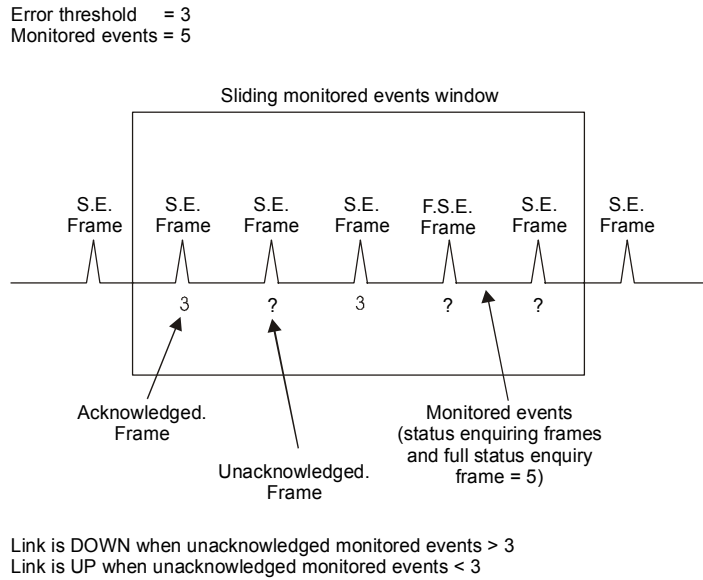 Error threshold = 3
Monitored events = 5
Sliding monitored events window
S.E.
Frame
S.E.
Frame
S.E.
Frame
S.E.
Frame
F.S.E.
Frame
S.E.
Frame
S.E.
Frame
3 ? 3 ? ?
Acknowledged.
Frame
Unacknowledged.
Frame
Monitored events
(status enquiring frames
and full status enquiry
frame = 5)
Link is DOWN when unacknowledged monitored events > 3
Link is UP when unacknowledged monitored events < 3